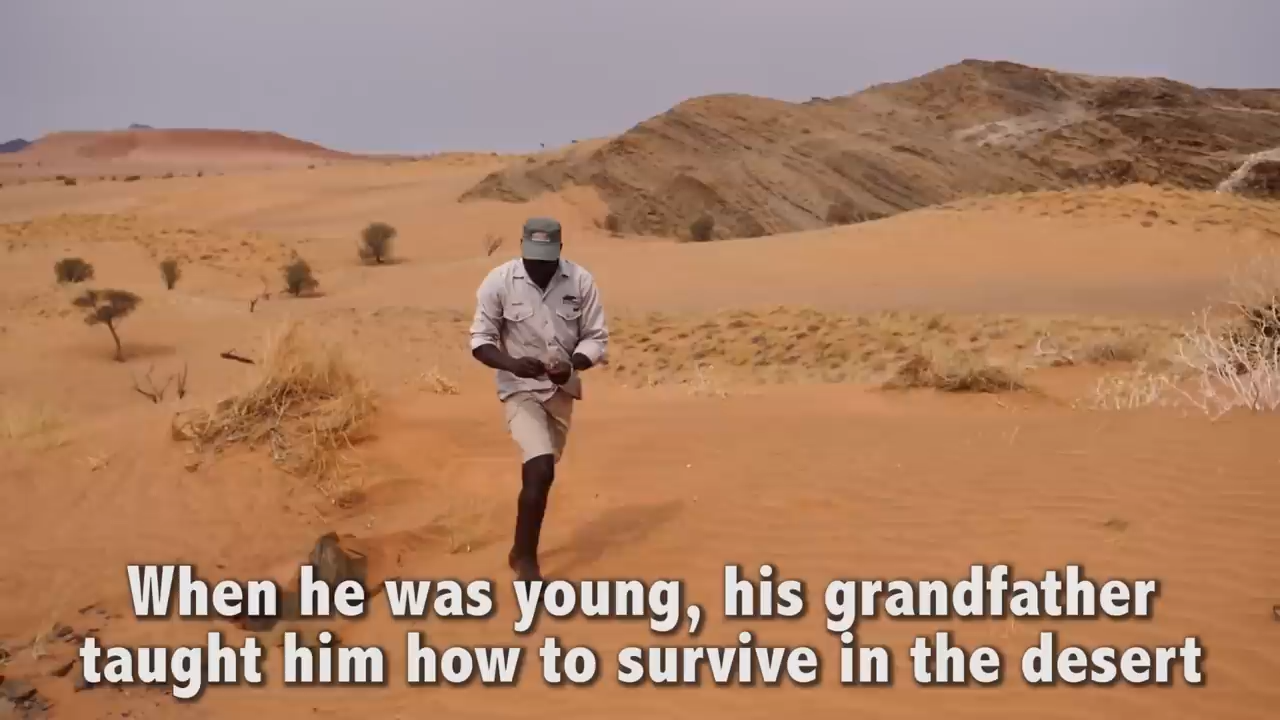 When he was young, his grandfather
taught him how to survive in the desert